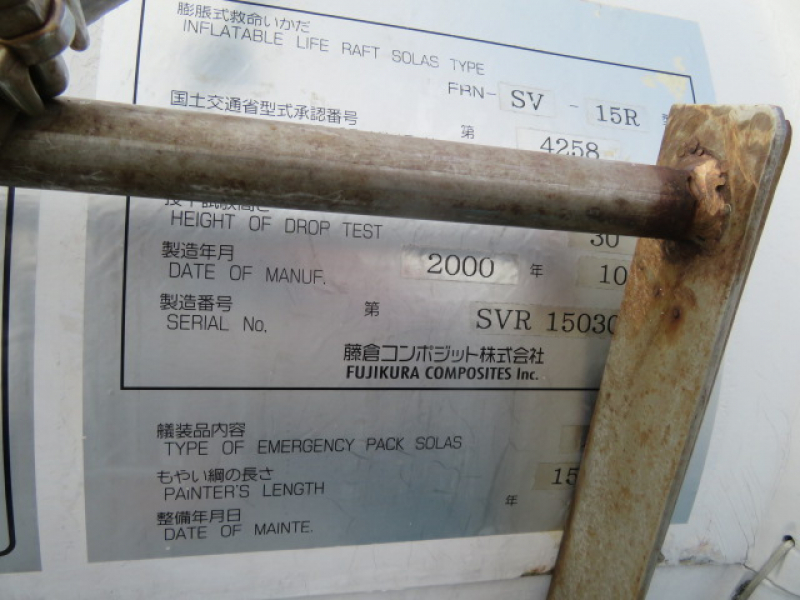 膨脹式救命いかだ
INFLATABLE LIFE RAFT SOLAS TYPE
FRN- SV - 15R
国土交通省型式承認番号
第 4258
HEIGHT OF DROP TEST 30
製造年月
DATE OF MANUF. 2000 年 10
製造番号
SERIAL No. 第 SVR 15030
藤倉コンポジット株式会社
FUJIKURA COMPOSITES Inc.
艤装品内容
TYPE OF EMERGENCY PACK SOLAS
もやい綱の長さ
PAINTER'S LENGTH 15
整備年月日 年
DATE OF MAINTE.